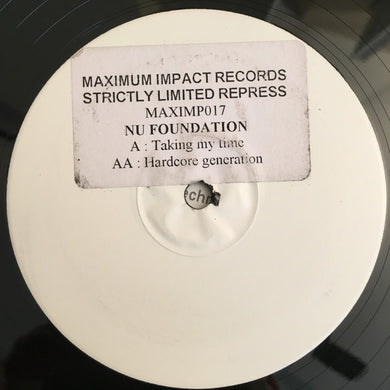 MAXIMUM IMPACT RECORDS
STRICTLY LIMITED REPRESS
MAXIMP017
NU FOUNDATION
A : Taking my time
AA : Hardcore generation